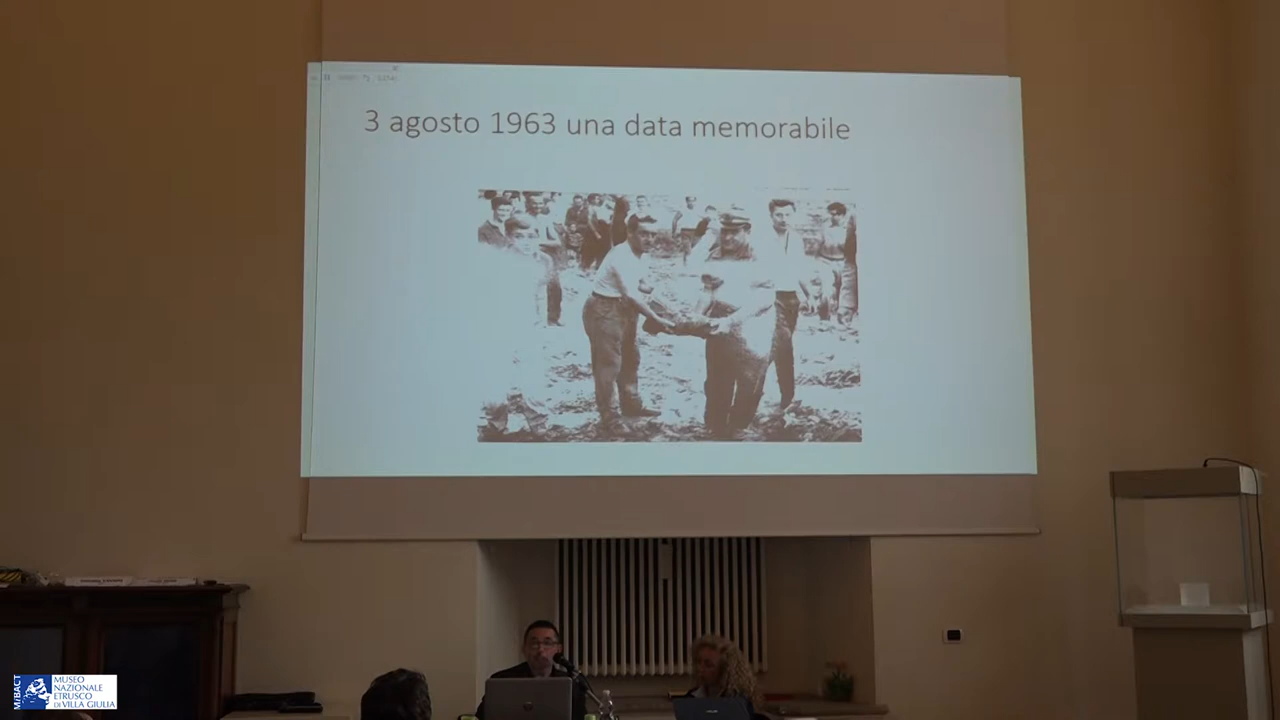 3 agosto 1963 una data memorabile
MIBACT
MUSEO
NAZIONALE
ETRUSCO
DI VILLA GIULIA